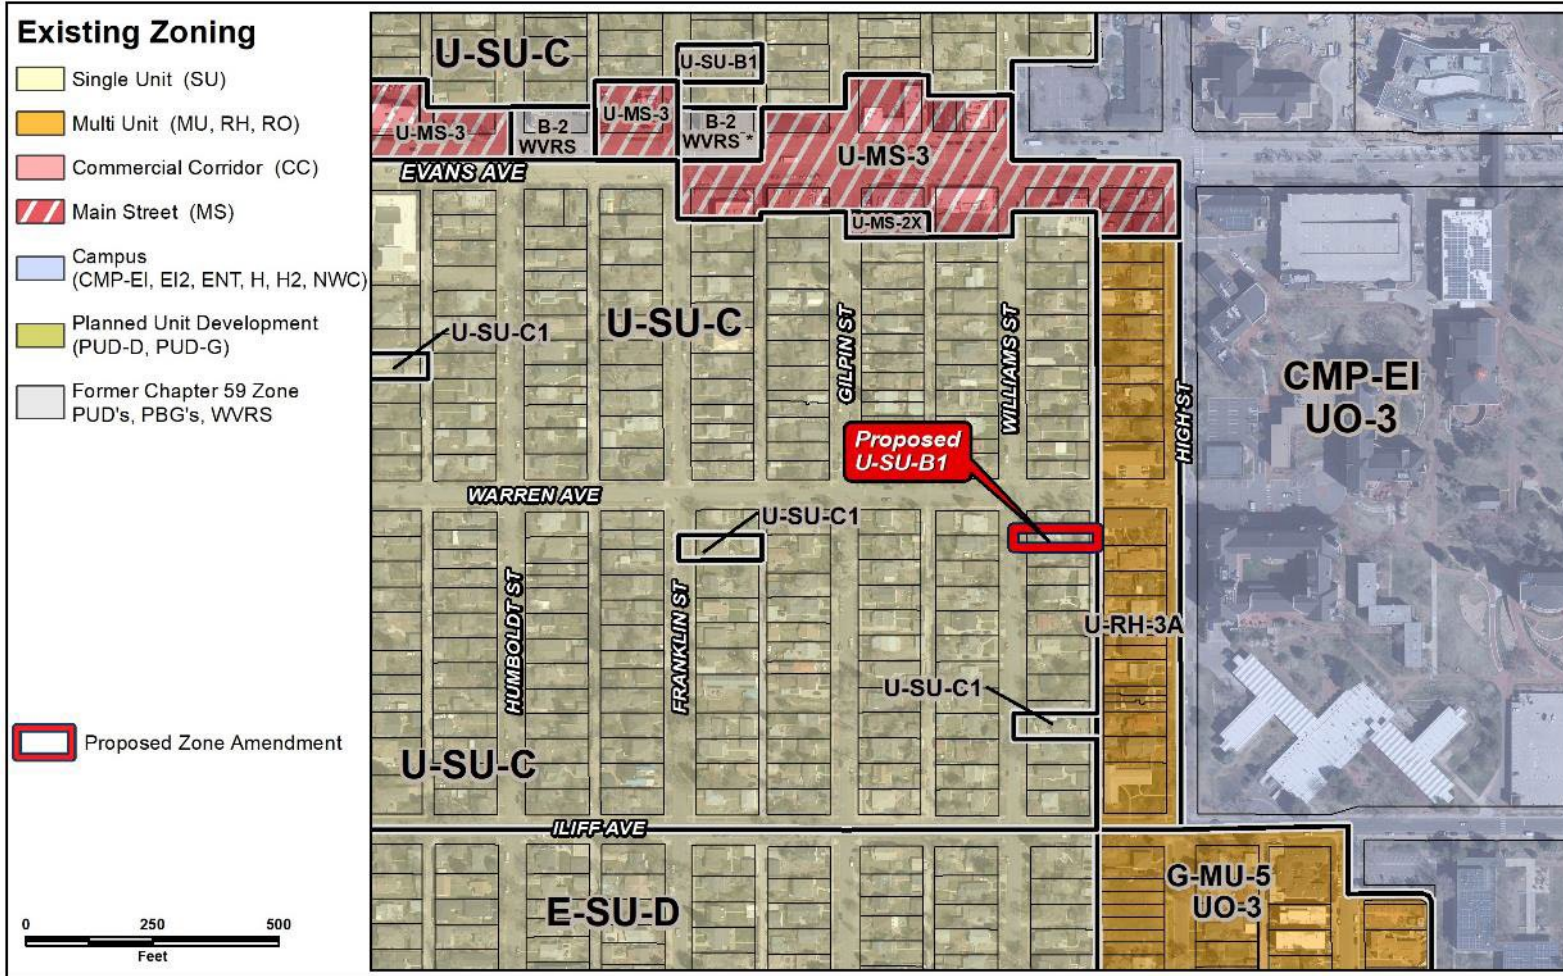 Existing Zoning
Single Unit (SU)
Multi Unit (MU, RH, RO)
Commercial Corridor (CC)
Main Street (MS)
Campus
(CMP-EI, EI2, ENT, H, H2, NWC)
Planned Unit Development
(PUD-D, PUD-G)
Former Chapter 59 Zone
PUD's, PBG's, WVRS
Proposed Zone Amendment
0 250 500
Feet
U-SU-C
U-SU-B1
U-MS-3
B-2
WVRS
U-MS-3
B-2
WVRS *
U-MS-3
EVANS AVE
U-MS-2X
U-SU-C1
U-SU-C
GILPIN ST
WILLIAMS ST
HIGH ST
CMP-EI
UO-3
Proposed
U-SU-B1
WARREN AVE
U-SU-C1
HUMBOLDT ST
FRANKLIN ST
U-RH-3A
U-SU-C1
U-SU-C
ILIFF AVE
E-SU-D
G-MU-5
UO-3